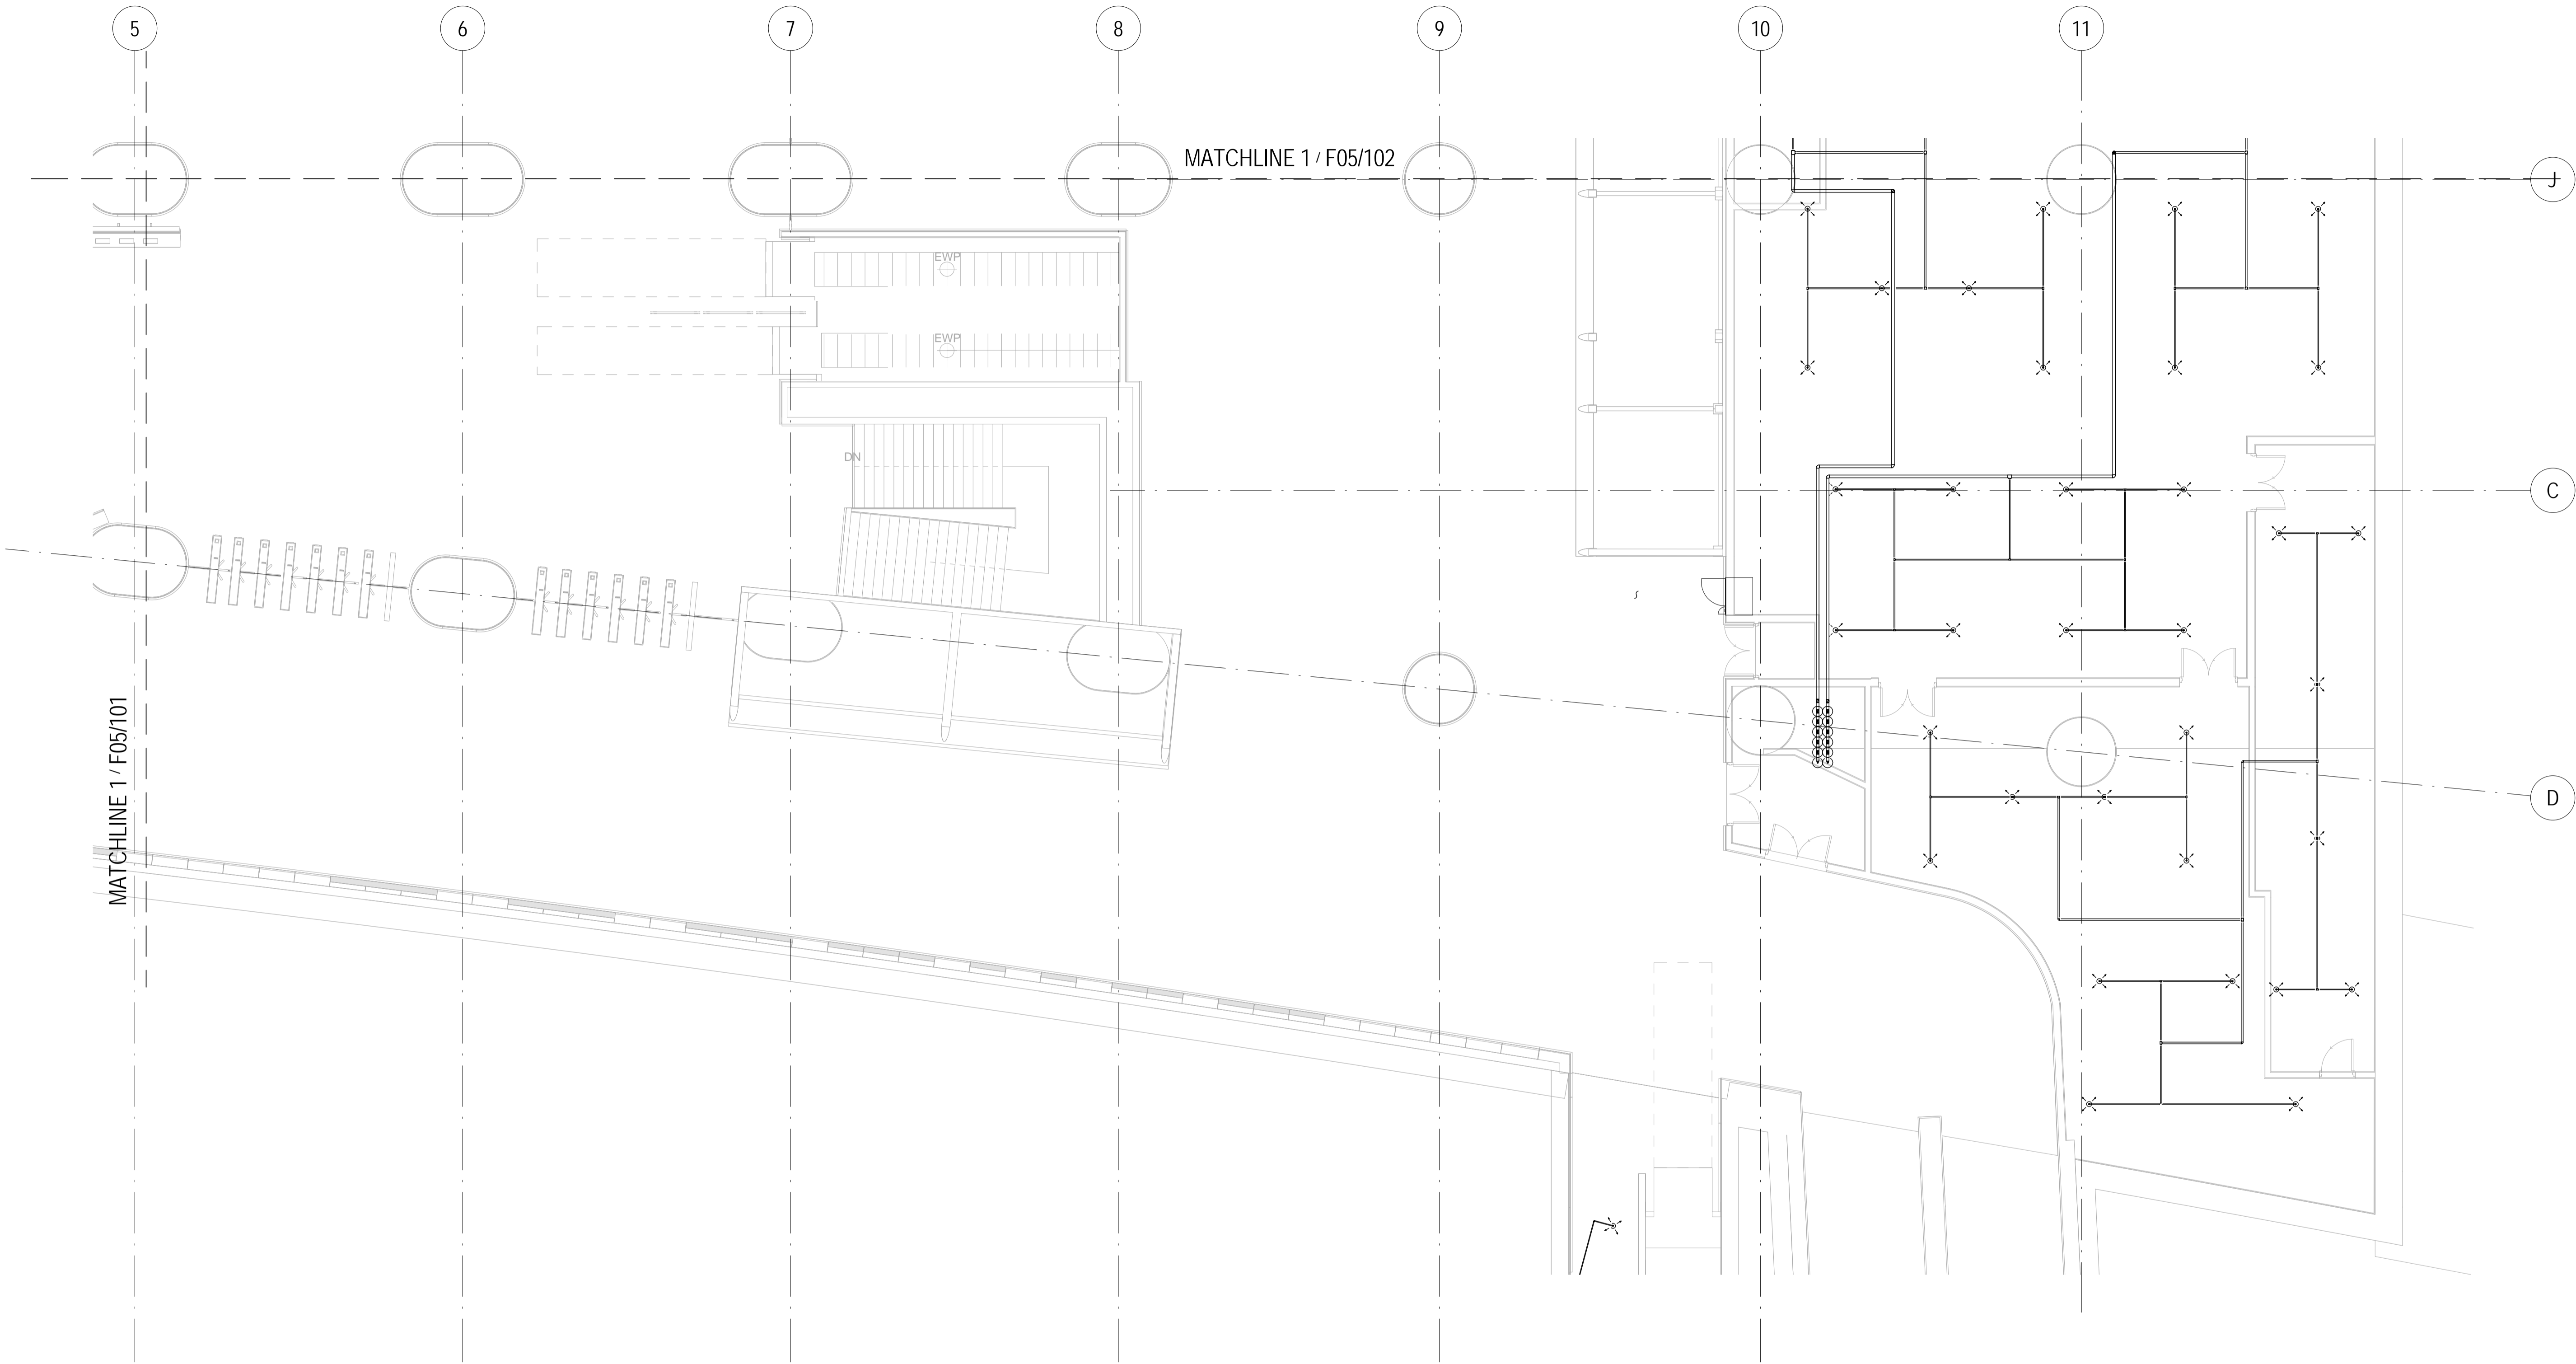 5 6 7 8 9 10 11
MATCHLINE 1 / F05/102
J
EWP
EWP
DN
C
MATCHLINE 1 / F05/101
D